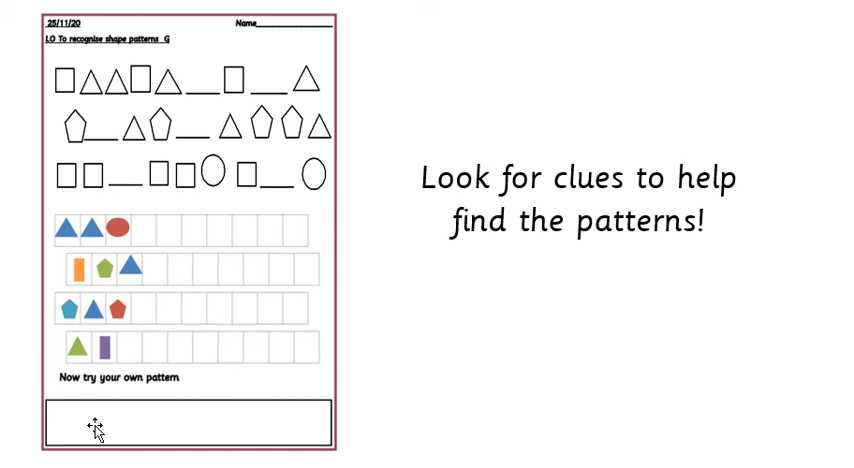 25/11/20
Name
LO To recognise shape patterns G
Look for clues to help
find the patterns!
Now try your own pattern